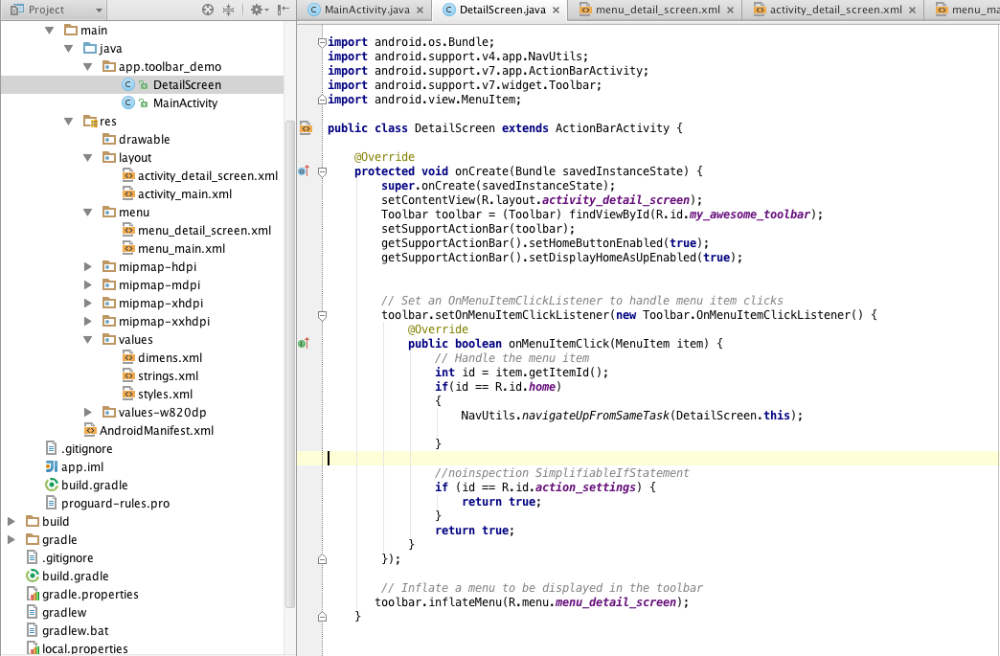 Project
main
java
app.toolbar_demo
DetailScreen
MainActivity
res
drawable
layout
activity_detail_screen.xml
activity_main.xml
menu
menu_detail_screen.xml
menu_main.xml
mipmap-hdpi
mipmap-mdpi
mipmap-xhdpi
mipmap-xxhdpi
values
dimens.xml
strings.xml
styles.xml
values-w820dp
AndroidManifest.xml
.gitignore
app.iml
build.gradle
proguard-rules.pro
build
gradle
.gitignore
build.gradle
gradle.properties
gradlew
gradlew.bat
local.properties
MainActivity.java DetailScreen.java menu_detail_screen.xml activity_detail_screen.xml menu_ma
import android.os.Bundle;
import android.support.v4.app.NavUtils;
import android.support.v7.app.ActionBarActivity;
import android.support.v7.widget.Toolbar;
import android.view.MenuItem;
public class DetailScreen extends ActionBarActivity {
@Override
protected void onCreate(Bundle savedInstanceState) {
super.onCreate(savedInstanceState);
setContentView(R.layout.activity_detail_screen);
Toolbar toolbar = (Toolbar) findViewById(R.id.my_awesome_toolbar);
setSupportActionBar(toolbar);
getSupportActionBar().setHomeButtonEnabled(true);
getSupportActionBar().setDisplayHomeAsUpEnabled(true);
// Set an OnMenuItemClickListener to handle menu item clicks
toolbar.setOnMenuItemClickListener(new Toolbar.OnMenuItemClickListener() {
@Override
public boolean onMenuItemClick(MenuItem item) {
// Handle the menu item
int id = item.getItemId();
if(id == R.id.home)
{
NavUtils.navigateUpFromSameTask(DetailScreen.this);
}
//noinspection SimplifiableIfStatement
if (id == R.id.action_settings) {
return true;
}
return true;
}
});
// Inflate a menu to be displayed in the toolbar
toolbar.inflateMenu(R.menu.menu_detail_screen);
}